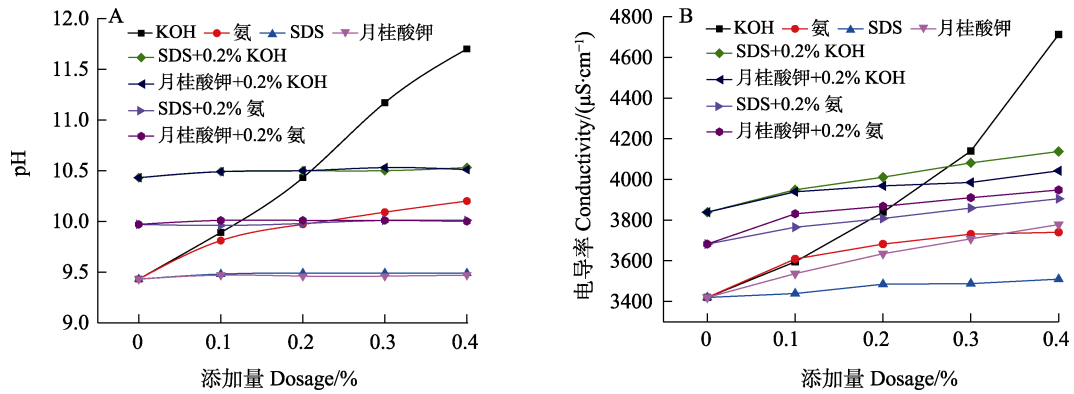 A
KOH 氨 SDS 月桂酸钾
SDS+0.2% KOH
月桂酸钾+0.2% KOH
SDS+0.2% 氨
月桂酸钾+0.2% 氨
pH
12.0
11.5
11.0
10.5
10.0
9.5
9.0
0 0.1 0.2 0.3 0.4
添加量 Dosage/%
B
KOH 氨 SDS 月桂酸钾
SDS+0.2% KOH
月桂酸钾+0.2% KOH
SDS+0.2% 氨
月桂酸钾+0.2% 氨
电导率 Conductivity/(μS·cm⁻¹)
4800
4600
4400
4200
4000
3800
3600
3400
0 0.1 0.2 0.3 0.4
添加量 Dosage/%